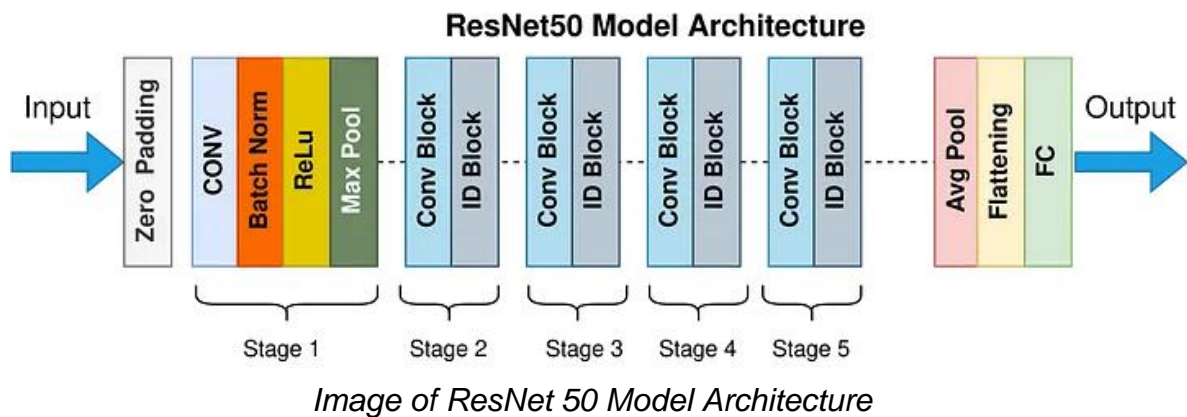 ResNet50 Model Architecture
Input
Zero Padding
CONV
Batch Norm
ReLu
Max Pool
Conv Block
ID Block
Conv Block
ID Block
Conv Block
ID Block
Conv Block
ID Block
Avg Pool
Flattening
FC
Output
Stage 1
Stage 2
Stage 3
Stage 4
Stage 5
Image of ResNet 50 Model Architecture